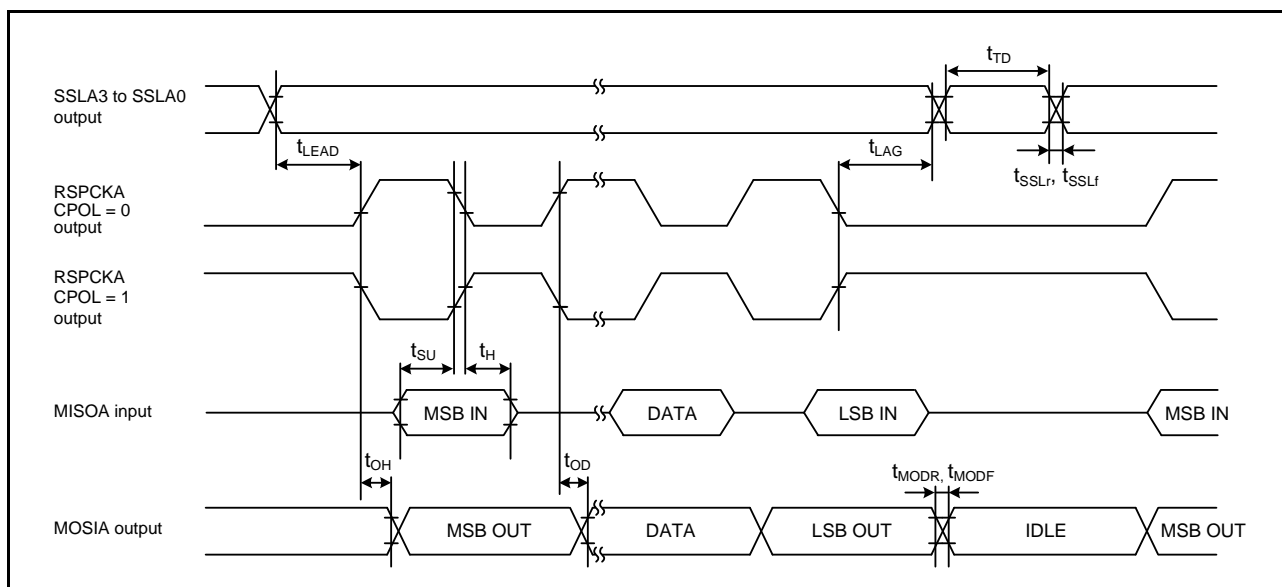 tTD
SSLA3 to SSLA0
output
tLEAD
tLAG
tSSLr, tSSLf
RSPCKA
CPOL = 0
output
RSPCKA
CPOL = 1
output
tSU
tH
MISOA input
MSB IN
DATA
LSB IN
MSB IN
tOH
tOD
tMODR, tMODF
MOSIA output
MSB OUT
DATA
LSB OUT
IDLE
MSB OUT